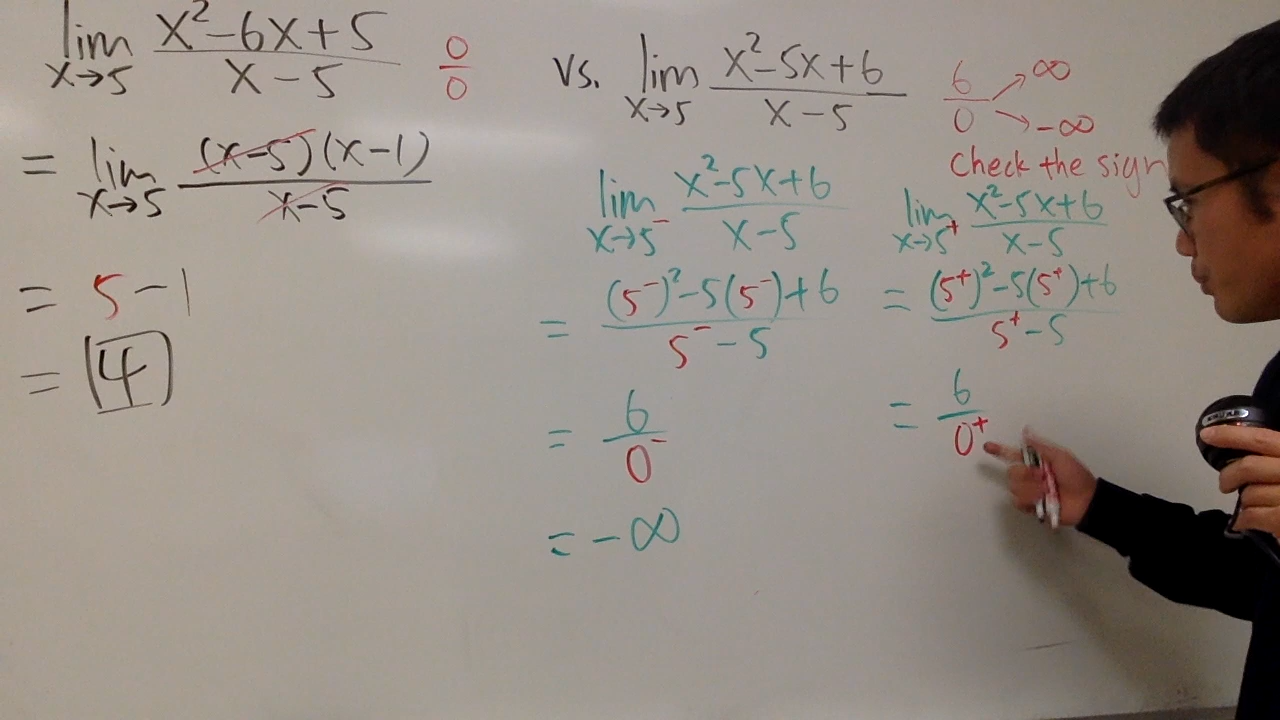 lim x→5 (x²-6x+5)/(x-5) 0/0
= lim x→5 ((x-5)(x-1))/(x-5)
= 5-1
= 4
vs. lim x→5 (x²-5x+6)/(x-5) 6/0 →∞ →-∞
Check the sign
lim x→5⁻ (x²-5x+6)/(x-5)
= ((5⁻)²-5(5⁻)+6)/(5⁻-5)
= 6/0⁻
= -∞
lim x→5⁺ (x²-5x+6)/(x-5)
= ((5⁺)²-5(5⁺)+6)/(5⁺-5)
= 6/0⁺